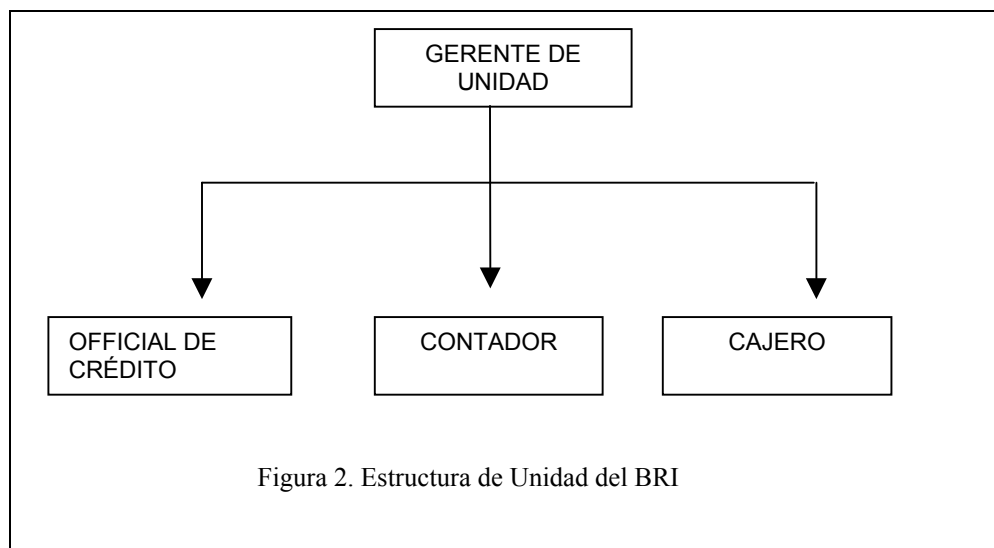 GERENTE DE
UNIDAD
OFFICIAL DE
CRÉDITO
CONTADOR
CAJERO
Figura 2. Estructura de Unidad del BRI